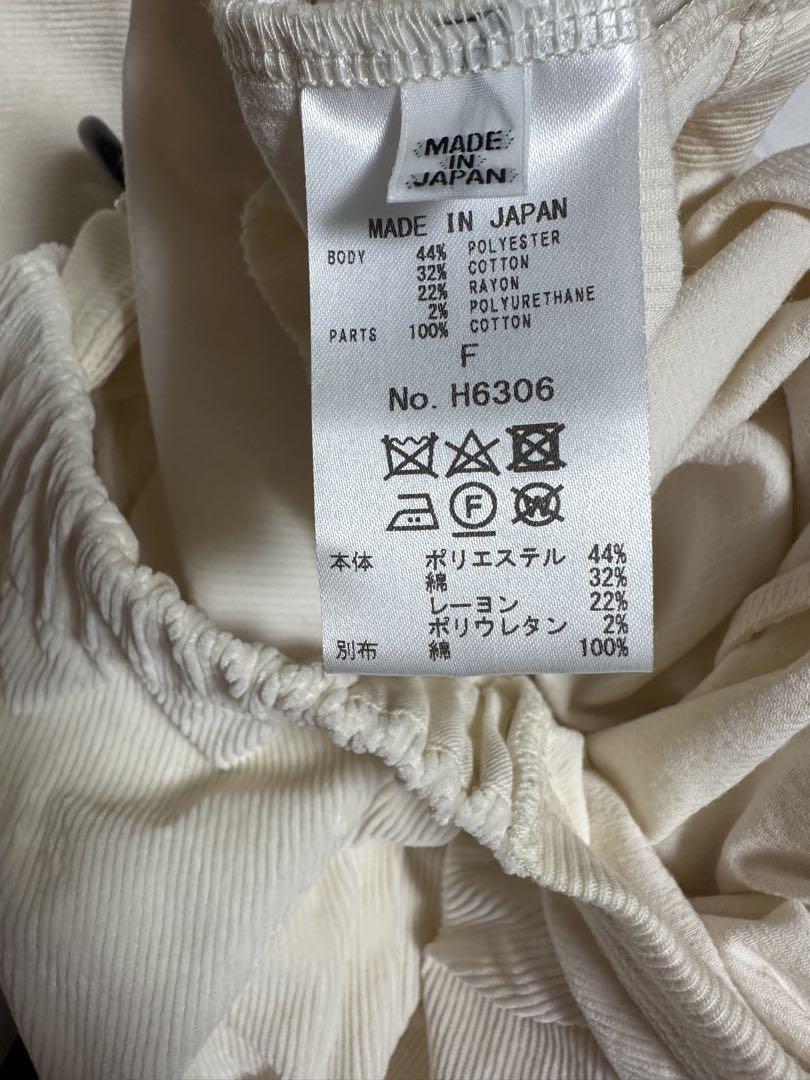 MADE
IN
JAPAN
MADE IN JAPAN
BODY 44% POLYESTER
32% COTTON
22% RAYON
2% POLYURETHANE
PARTS 100% COTTON
F
No. H6306
F W
本体 ポリエステル 44%
綿 32%
レーヨン 22%
ポリウレタン 2%
別布 綿 100%